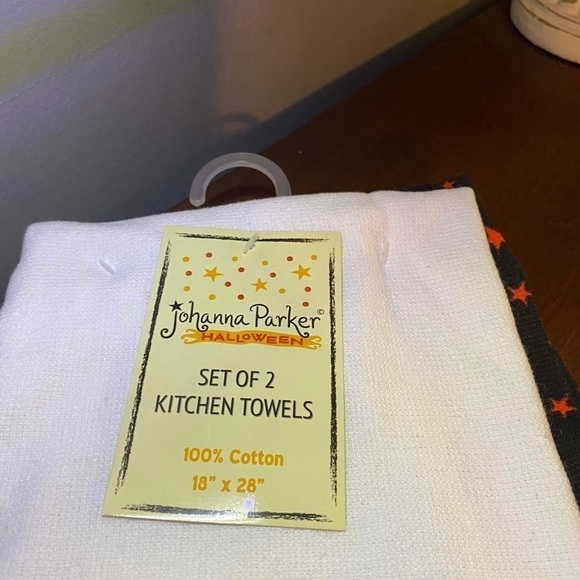 Johanna Parker©
HALLOWEEN
SET OF 2
KITCHEN TOWELS
100% Cotton
18" x 28"